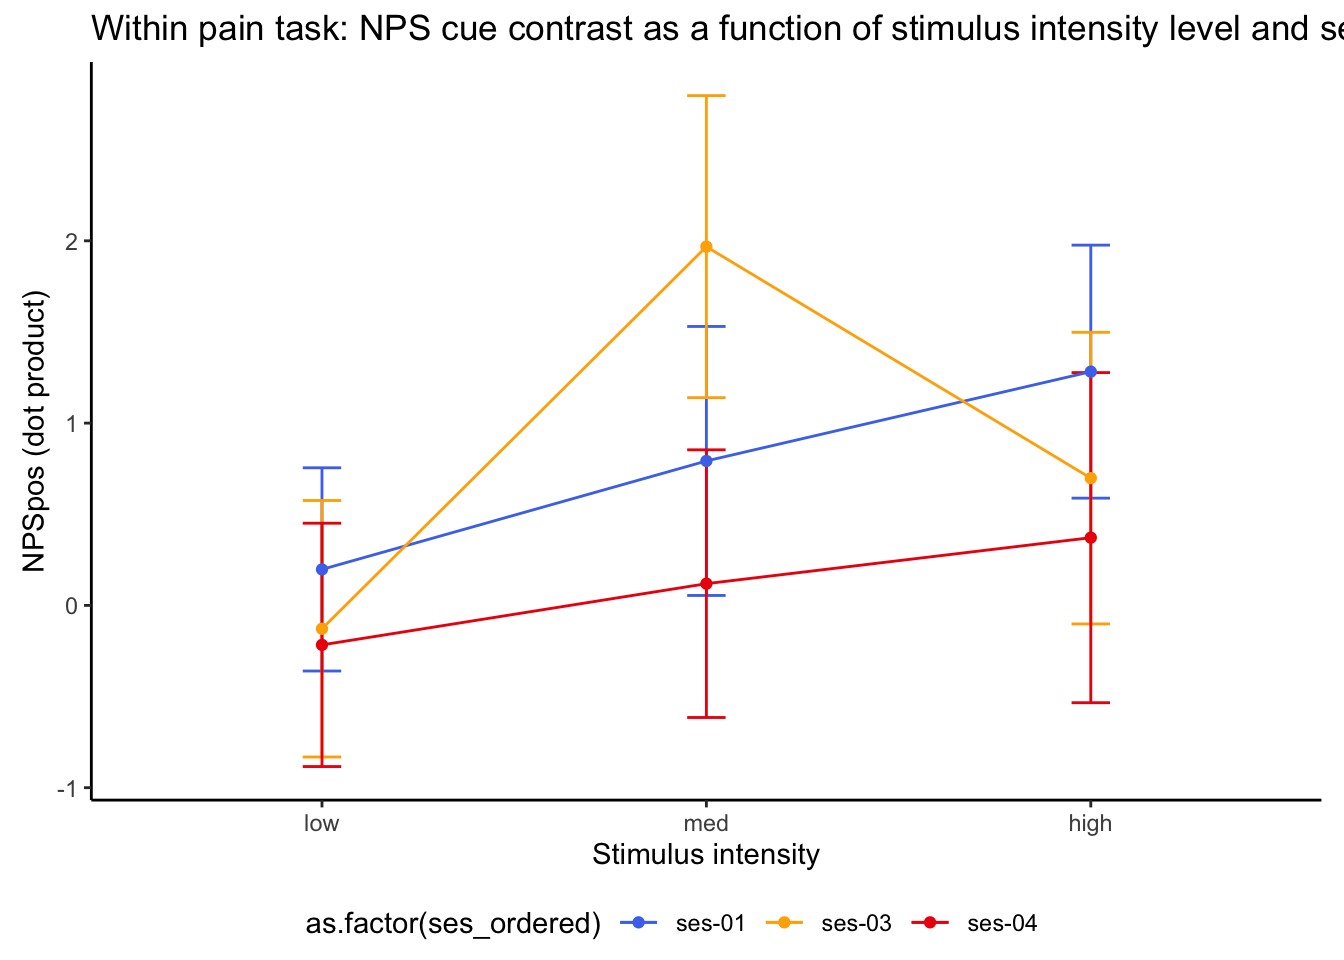 Within pain task: NPS cue contrast as a function of stimulus intensity level and se
NPSpos (dot product)
2
1
0
-1
low med high
Stimulus intensity
as.factor(ses_ordered) ses-01 ses-03 ses-04